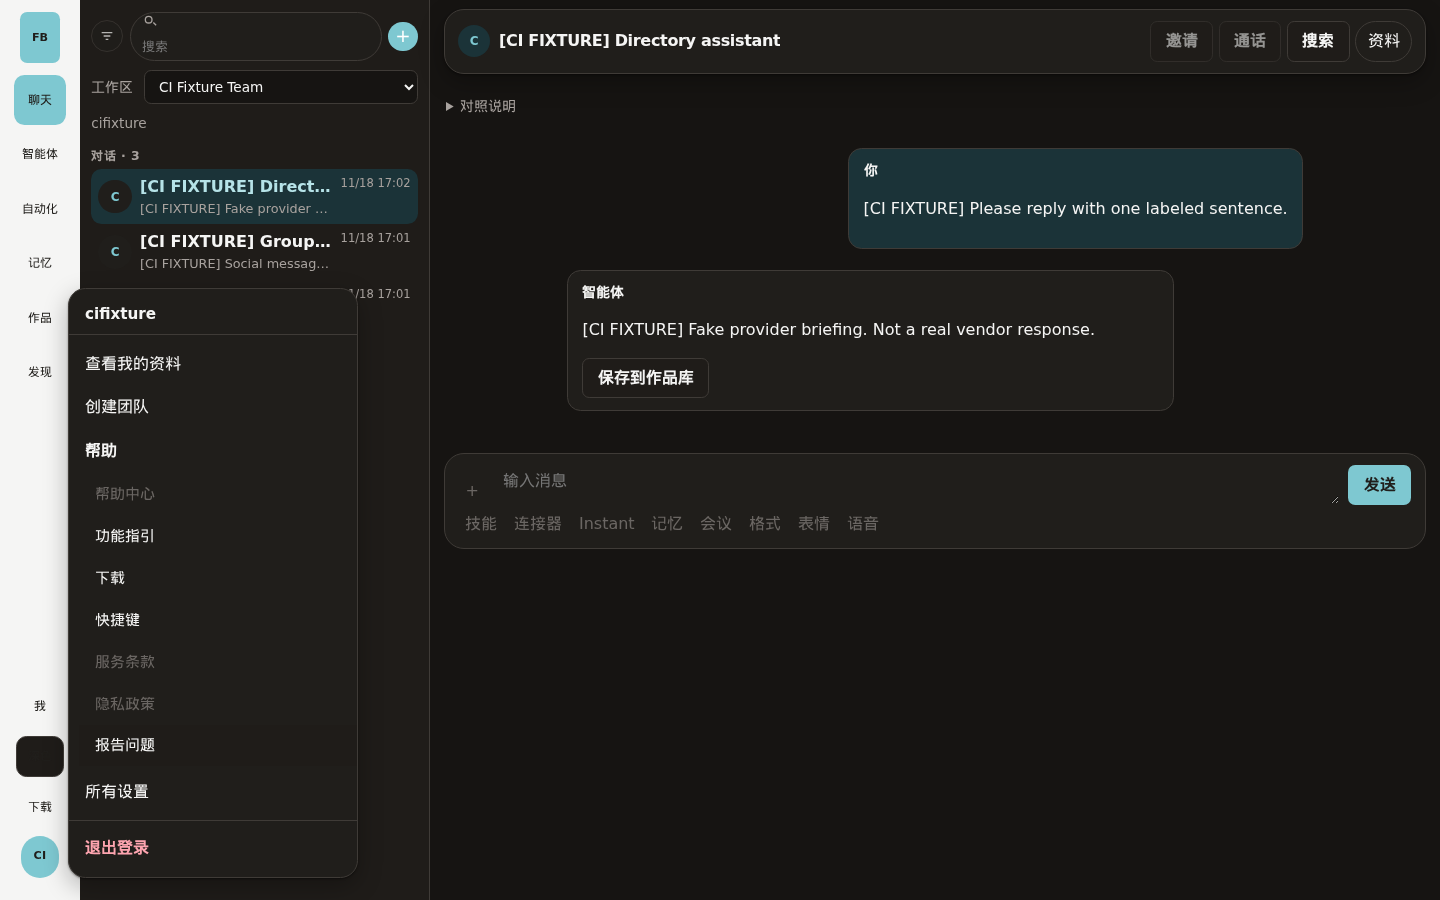 FB
聊天
智能体
自动化
记忆
作品
发现
我
下载
CI
搜索
+
工作区
CI Fixture Team
cifixture
对话 · 3
C
[CI FIXTURE] Direct...
11/18 17:02
[CI FIXTURE] Fake provider ...
C
[CI FIXTURE] Group...
11/18 17:01
[CI FIXTURE] Social messag...
1/18 17:01
cifixture
查看我的资料
创建团队
帮助
帮助中心
功能指引
下载
快捷键
服务条款
隐私政策
报告问题
所有设置
退出登录
C
[CI FIXTURE] Directory assistant
邀请
通话
搜索
资料
▶ 对照说明
你
[CI FIXTURE] Please reply with one labeled sentence.
智能体
[CI FIXTURE] Fake provider briefing. Not a real vendor response.
保存到作品库
+
输入消息
发送
技能 连接器 Instant 记忆 会议 格式 表情 语音